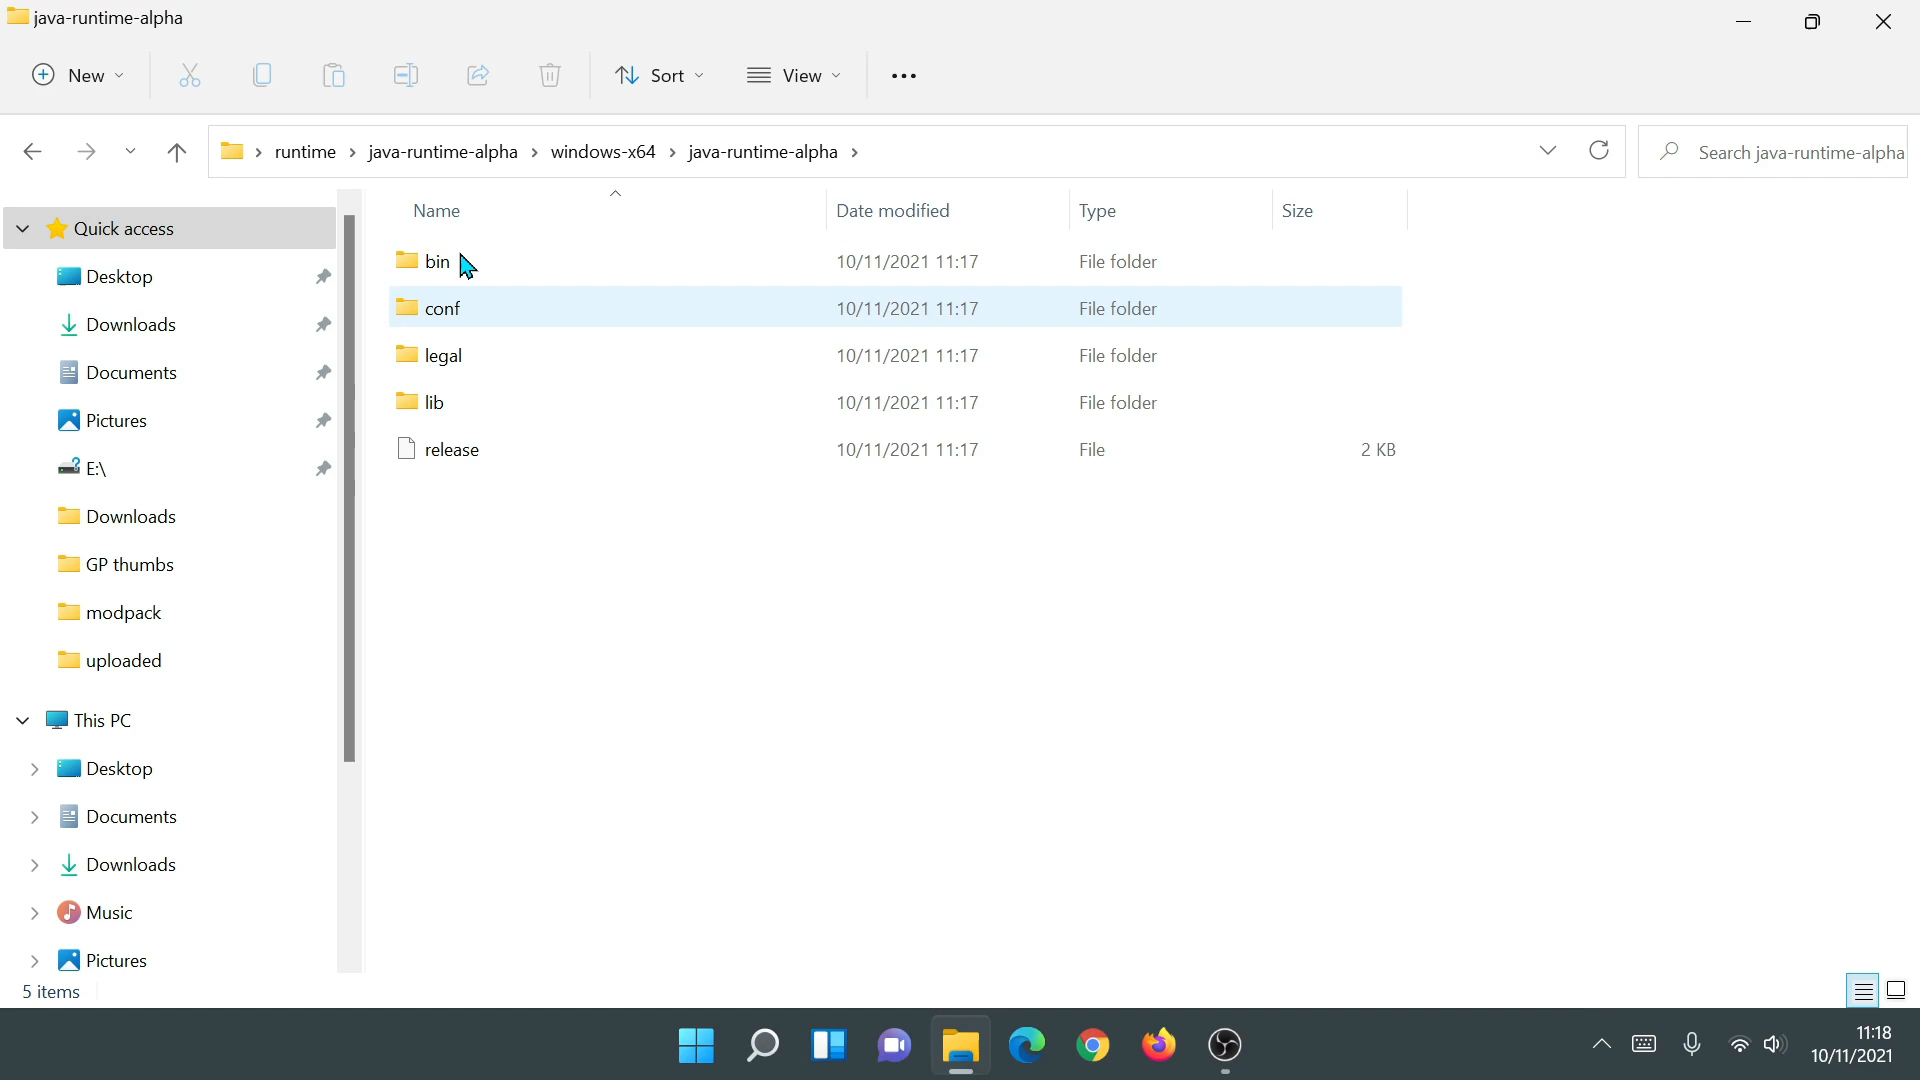 java-runtime-alpha
New Sort View
runtime java-runtime-alpha windows-x64 java-runtime-alpha Search java-runtime-alpha
Name Date modified Type Size
Quick access
Desktop
Downloads
Documents
Pictures
E:\
Downloads
GP thumbs
modpack
uploaded
This PC
Desktop
Documents
Downloads
Music
Pictures
bin 10/11/2021 11:17 File folder
conf 10/11/2021 11:17 File folder
legal 10/11/2021 11:17 File folder
lib 10/11/2021 11:17 File folder
release 10/11/2021 11:17 File 2 KB
5 items
11:18
10/11/2021